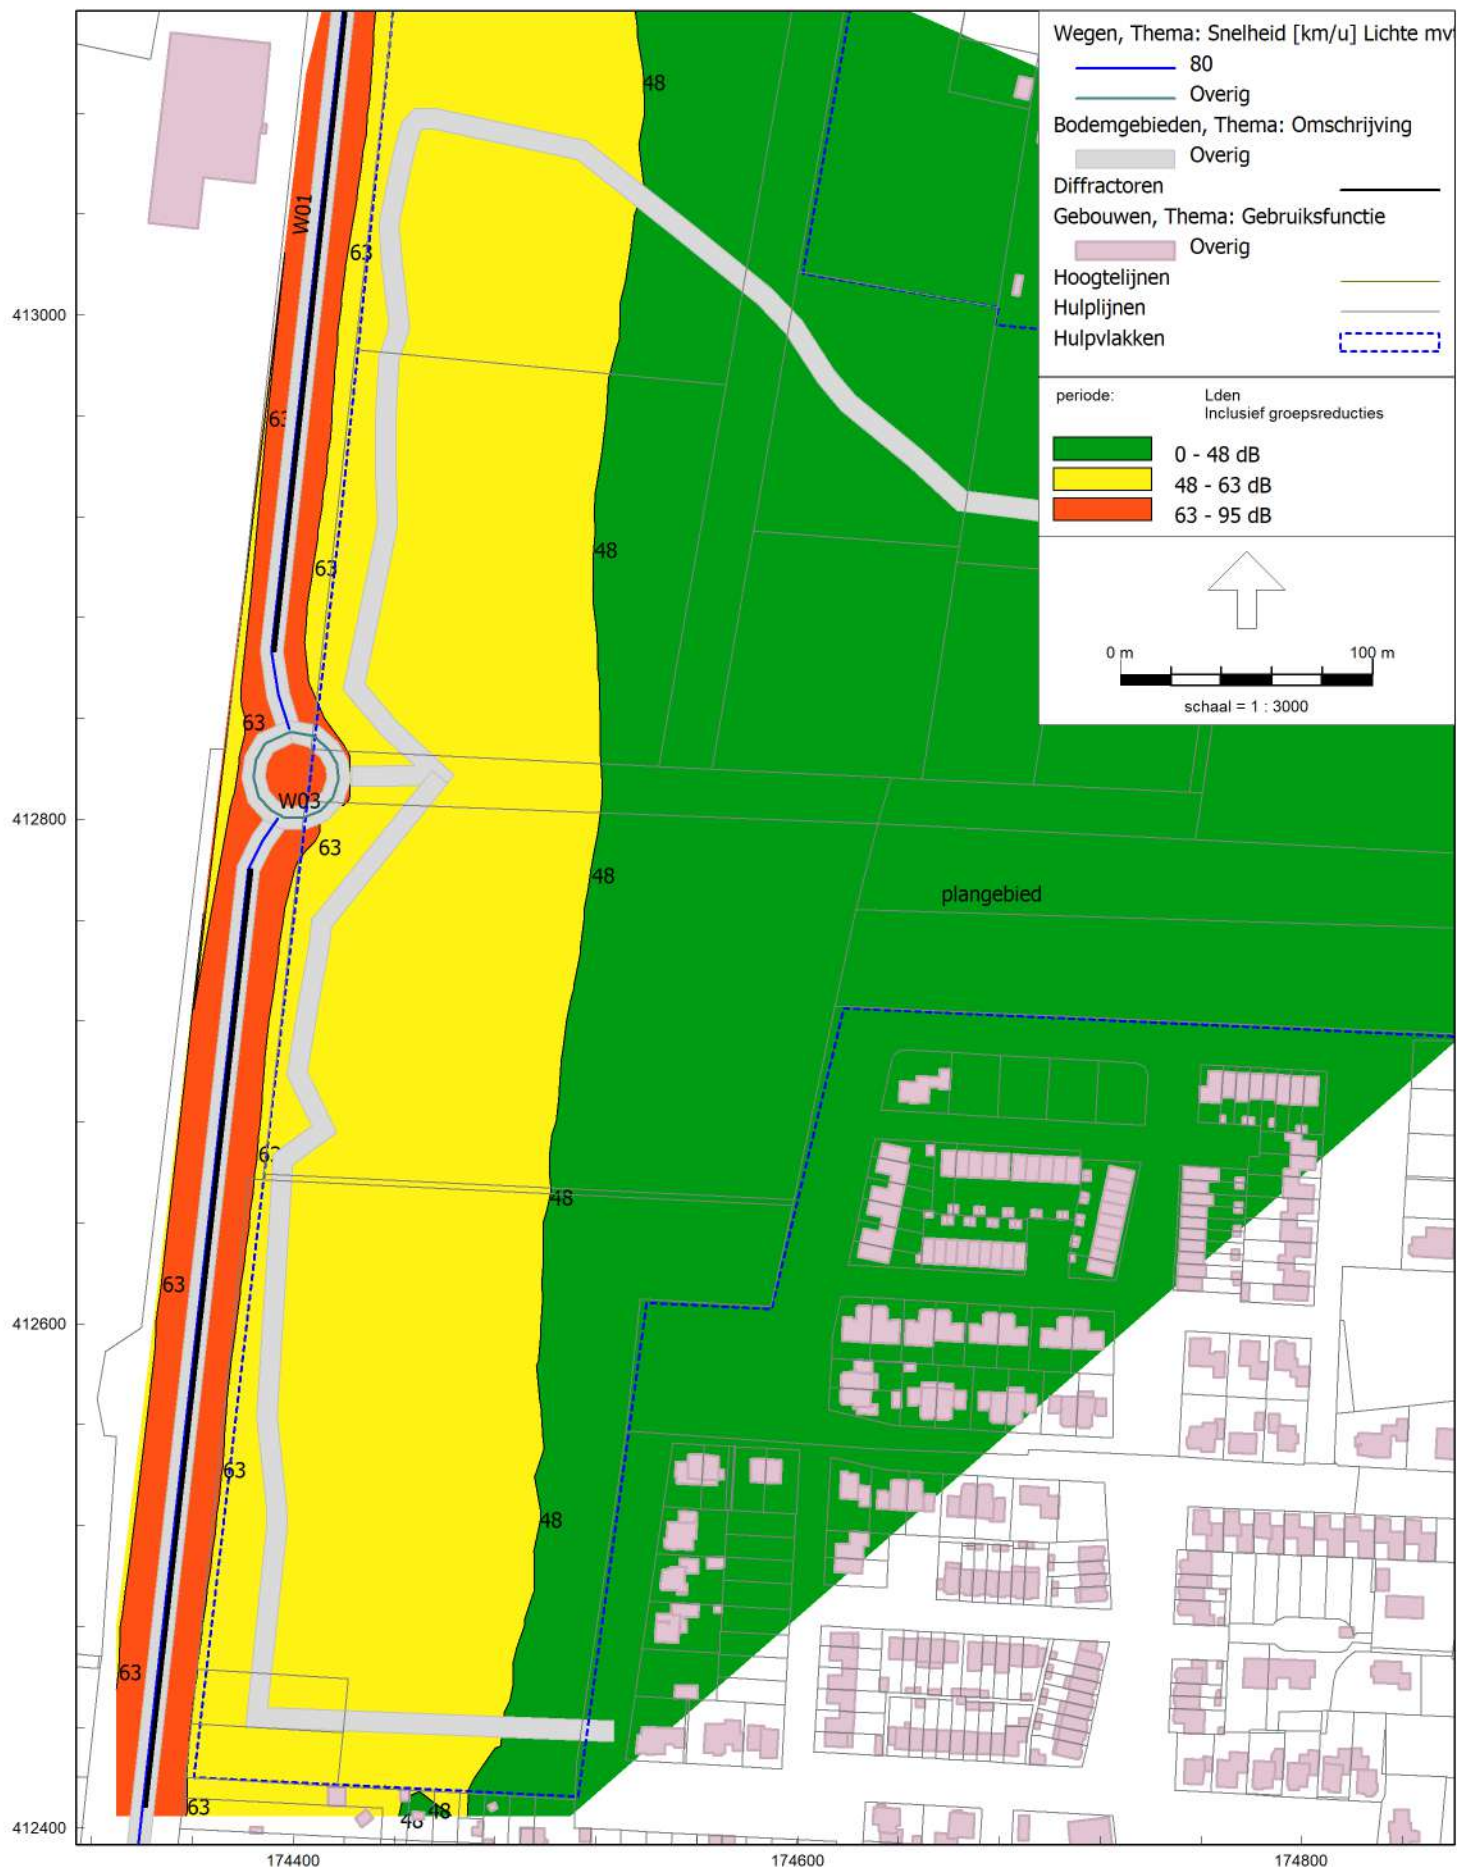 Wegen, Thema: Snelheid [km/u] Lichte mv
80
Overig
Bodemgebieden, Thema: Omschrijving
Overig
Diffractoren
Gebouwen, Thema: Gebruiksfunctie
Overig
Hoogtelijnen
Hulplijnen
Hulpvlakken
periode:
Lden
Inclusief groepsreducties
0 - 48 dB
48 - 63 dB
63 - 95 dB
0 m
100 m
schaal = 1 : 3000
48
W01
63
413000
63
48
63
63
W03
412800
63
48
plangebied
63
48
63
412600
63
48
63
63
48
48
412400
174400
174600
174800